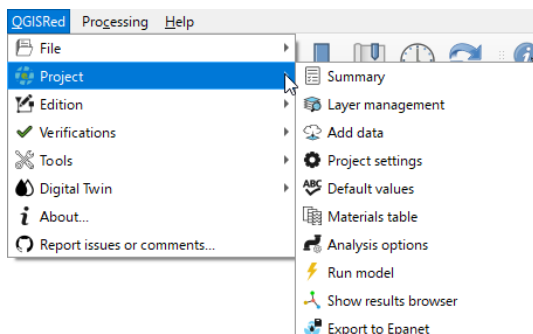 QGISRed Processing Help
File
Project
Edition
Verifications
Tools
Digital Twin
About...
Report issues or comments...
Summary
Layer management
Add data
Project settings
ABC
Default values
Materials table
Analysis options
Run model
Show results browser
Export to Epanet